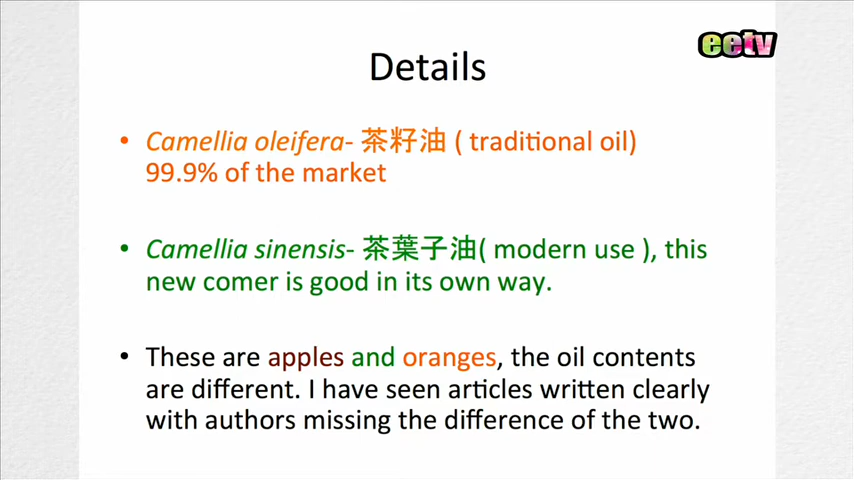 eetv
Details
• Camellia oleifera- 茶籽油 ( traditional oil)
99.9% of the market
• Camellia sinensis- 茶葉子油( modern use ), this
new comer is good in its own way.
• These are apples and oranges, the oil contents
are different. I have seen articles written clearly
with authors missing the difference of the two.